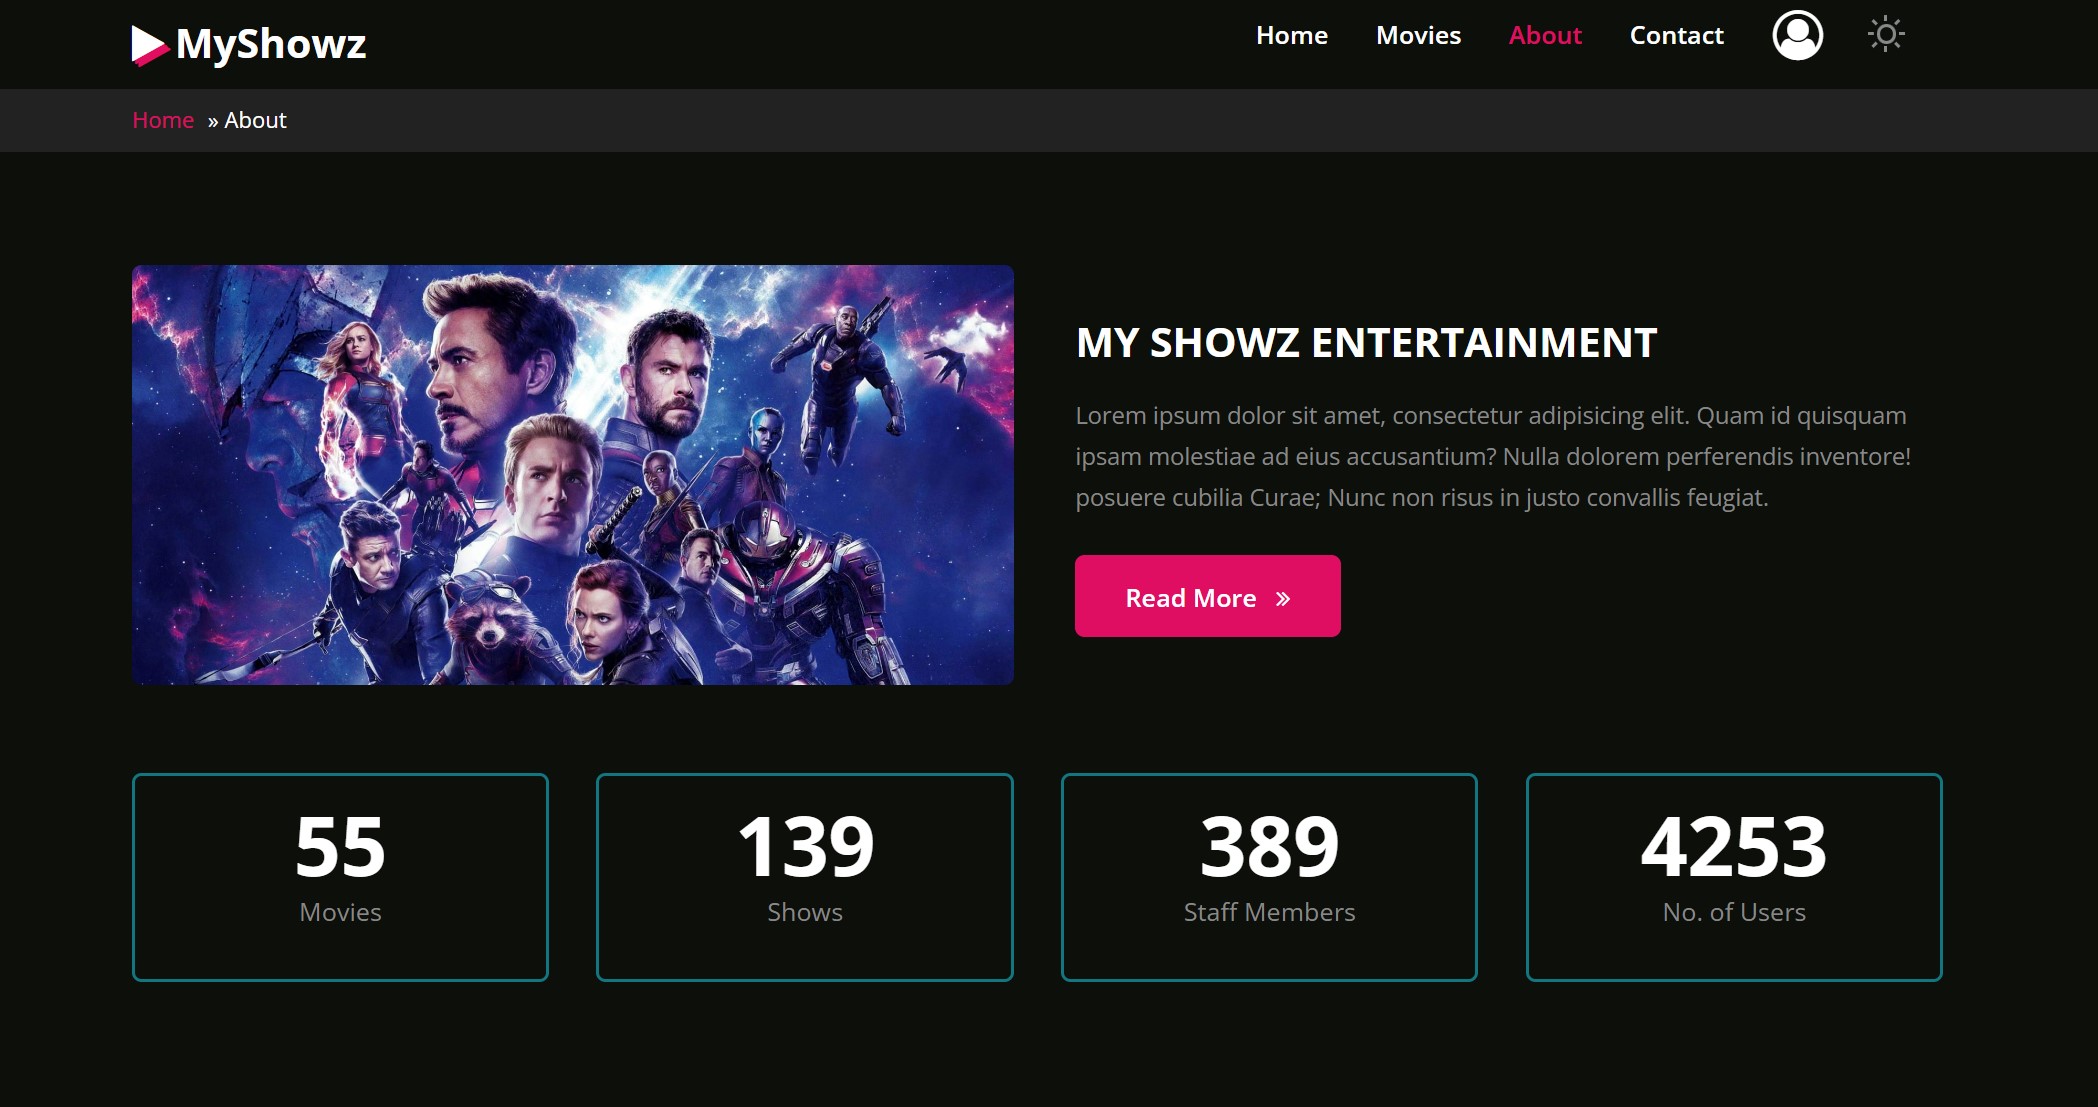 MyShowz
Home Movies About Contact
Home » About
MY SHOWZ ENTERTAINMENT
Lorem ipsum dolor sit amet, consectetur adipisicing elit. Quam id quisquam
ipsam molestiae ad eius accusantium? Nulla dolorem perferendis inventore!
posuere cubilia Curae; Nunc non risus in justo convallis feugiat.
Read More »
55
Movies
139
Shows
389
Staff Members
4253
No. of Users